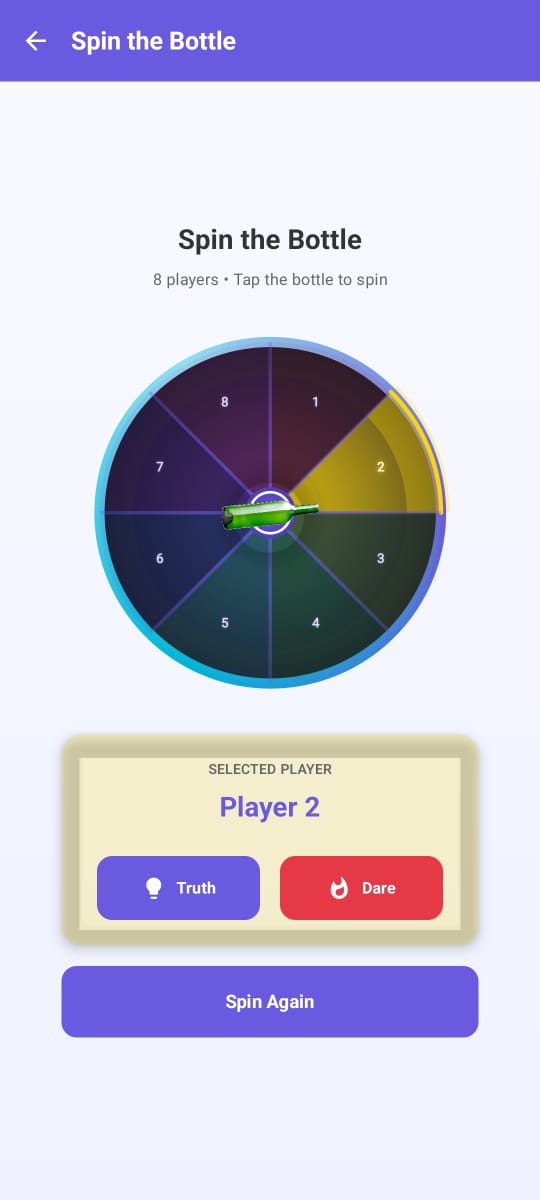 Spin the Bottle
Spin the Bottle
8 players • Tap the bottle to spin
8
1
7
2
6
3
5
4
SELECTED PLAYER
Player 2
Truth
Dare
Spin Again